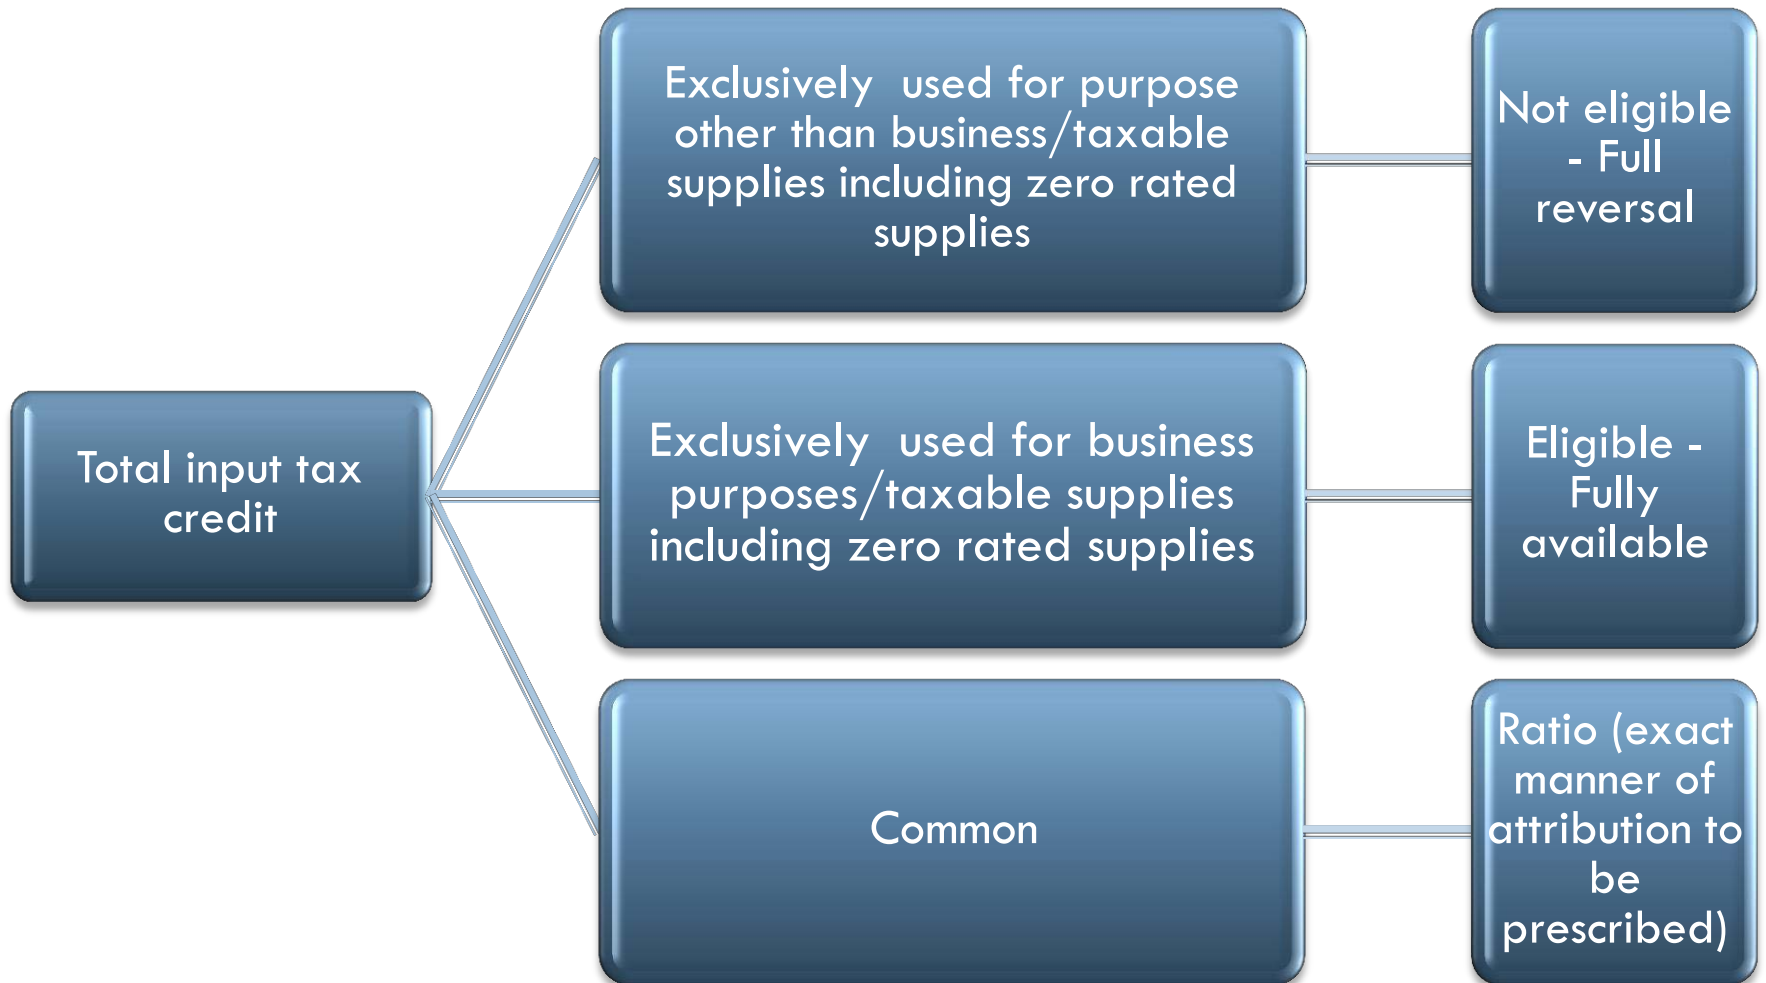 Total input tax
credit
Exclusively used for purpose
other than business/taxable
supplies including zero rated
supplies
Not eligible
- Full
reversal
Exclusively used for business
purposes/taxable supplies
including zero rated supplies
Eligible -
Fully
available
Common
Ratio (exact
manner of
attribution to
be
prescribed)